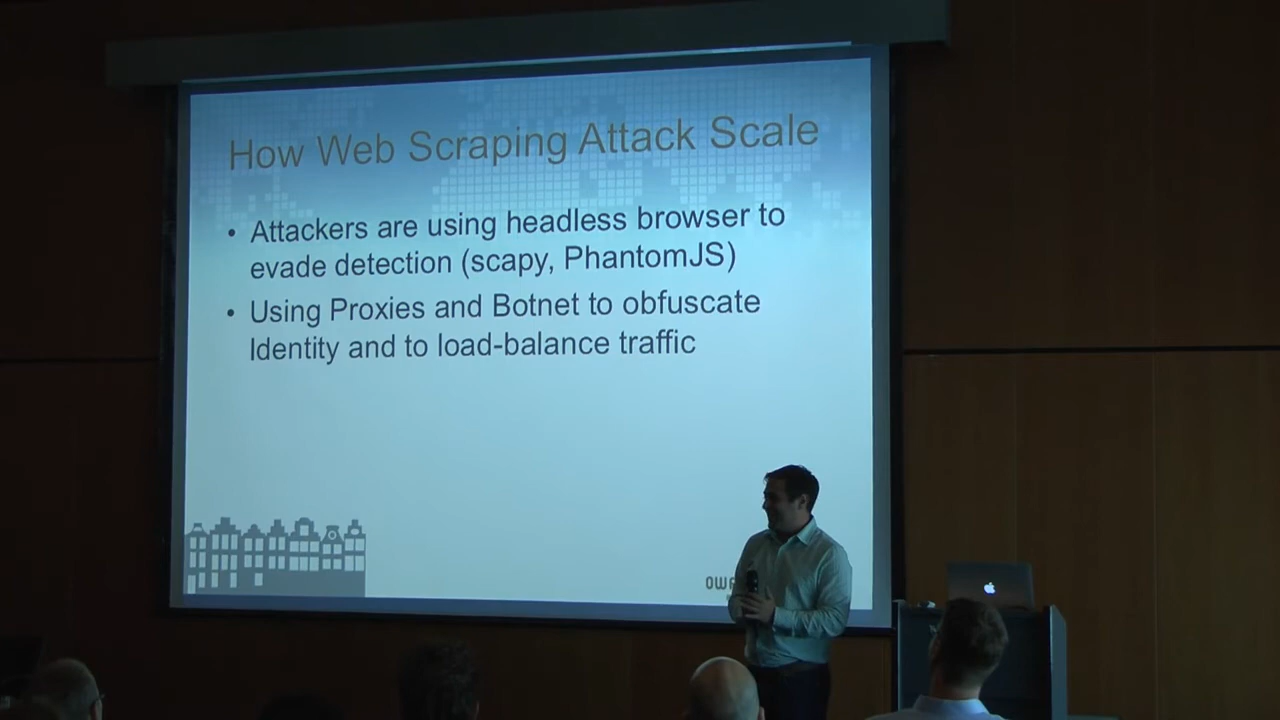 How Web Scraping Attack Scale
• Attackers are using headless browser to
evade detection (scapy, PhantomJS)
• Using Proxies and Botnet to obfuscate
Identity and to load-balance traffic